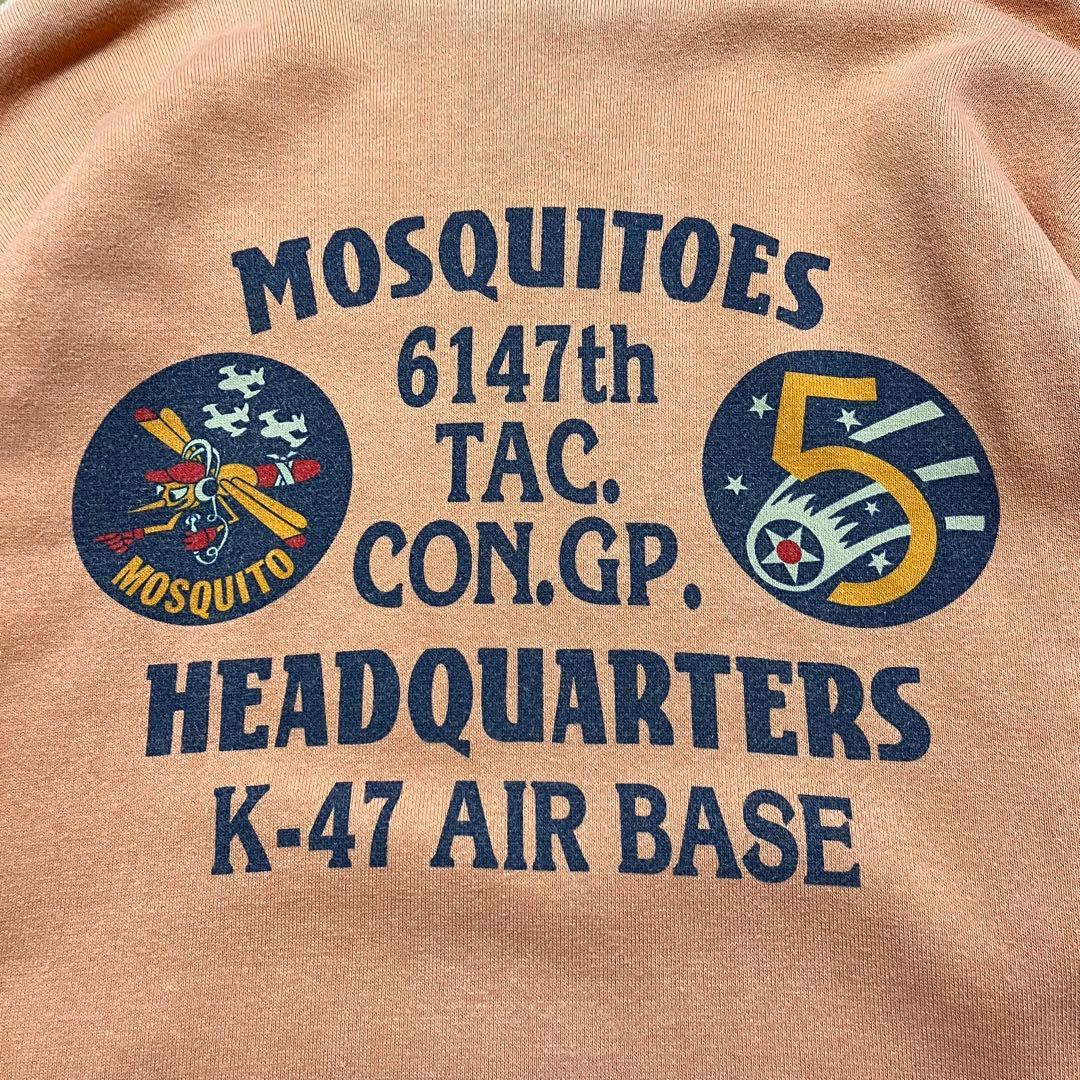 MOSQUITOES
6147th
TAC.
CON.GP.
MOSQUITO
5
HEADQUARTERS
K-47 AIR BASE